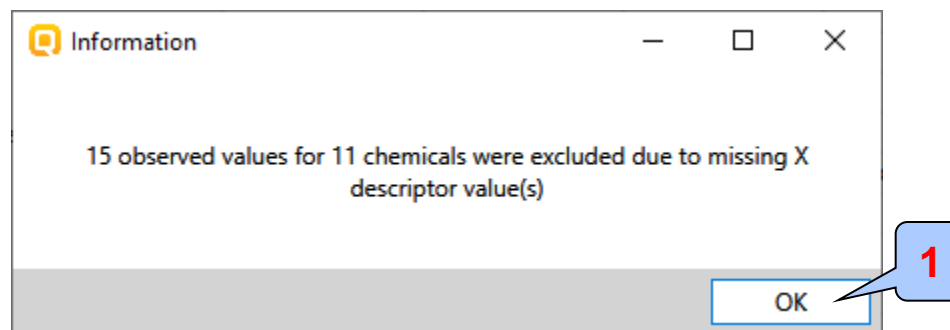 Information
15 observed values for 11 chemicals were excluded due to missing X
descriptor value(s)
OK
1